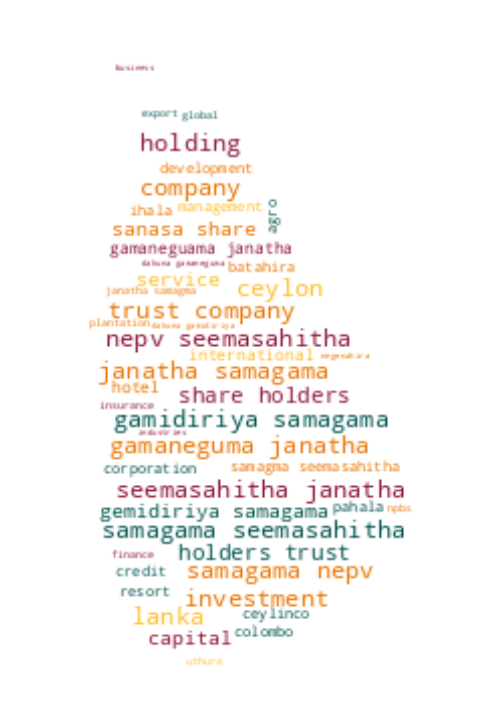 business
export global
holding
development
company
ihala management agro
sanasa share
gamaneguama janatha
dakuna gamaneguma batahira
service
janatha samagma ceylon
trust company
plantation dakuna gamidiriya
nepv seemasahitha
international negenahira
janatha samagama
hotel share holders
insurance
gamidiriya samagama
industries
gamaneguma janatha
corporation samagma seemasahitha
seemasahitha janatha
gemidiriya samagama pahala npbs
samagama seemasahitha
finance holders trust
credit samagama nepv
resort investment
lanka ceylinco
capital colombo
uthura